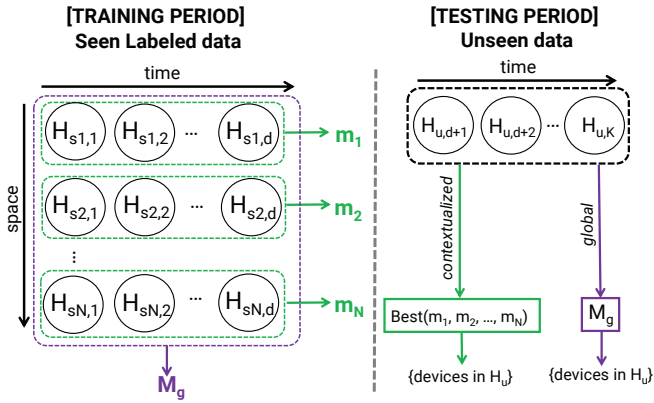 [TRAINING PERIOD]
Seen Labeled data
time
space
H_{s1,1} H_{s1,2} ... H_{s1,d} m_1
H_{s2,1} H_{s2,2} ... H_{s2,d} m_2
...
H_{sN,1} H_{sN,2} ... H_{sN,d} m_N
M_g
[TESTING PERIOD]
Unseen data
time
H_{u,d+1} H_{u,d+2} ... H_{u,K}
contextualized
global
Best(m_1, m_2, ..., m_N)
M_g
{devices in H_u}
{devices in H_u}